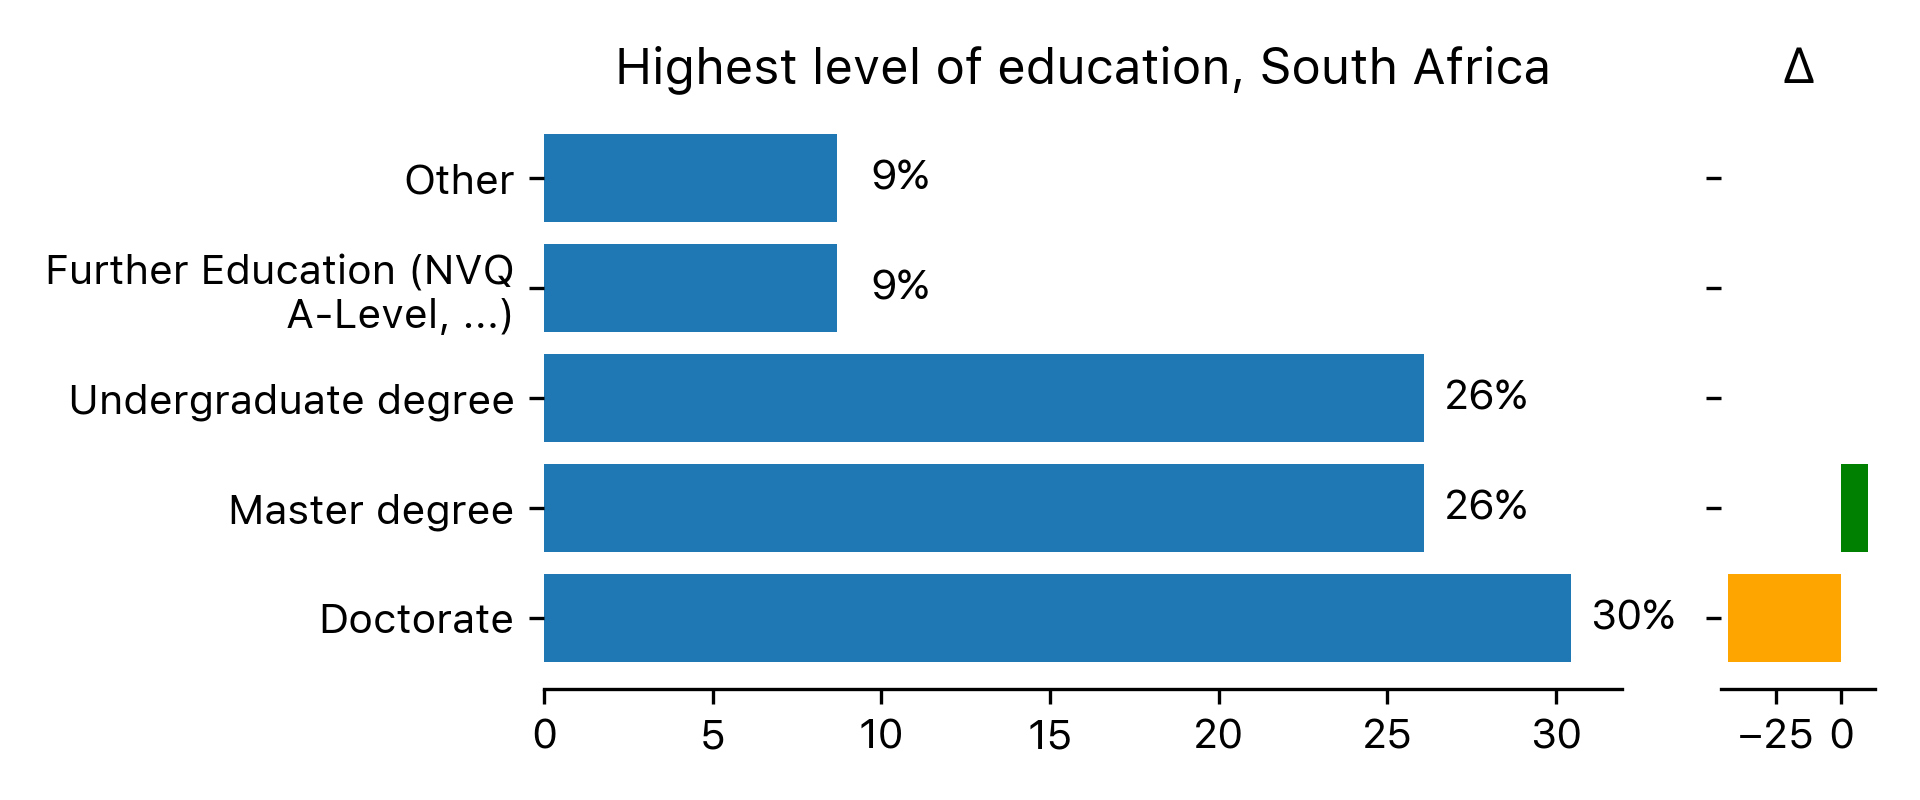 Highest level of education, South Africa
Δ
Other
9%
Further Education (NVQ
A-Level, ...)
9%
Undergraduate degree
26%
Master degree
26%
Doctorate
30%
0 5 10 15 20 25 30
−25 0